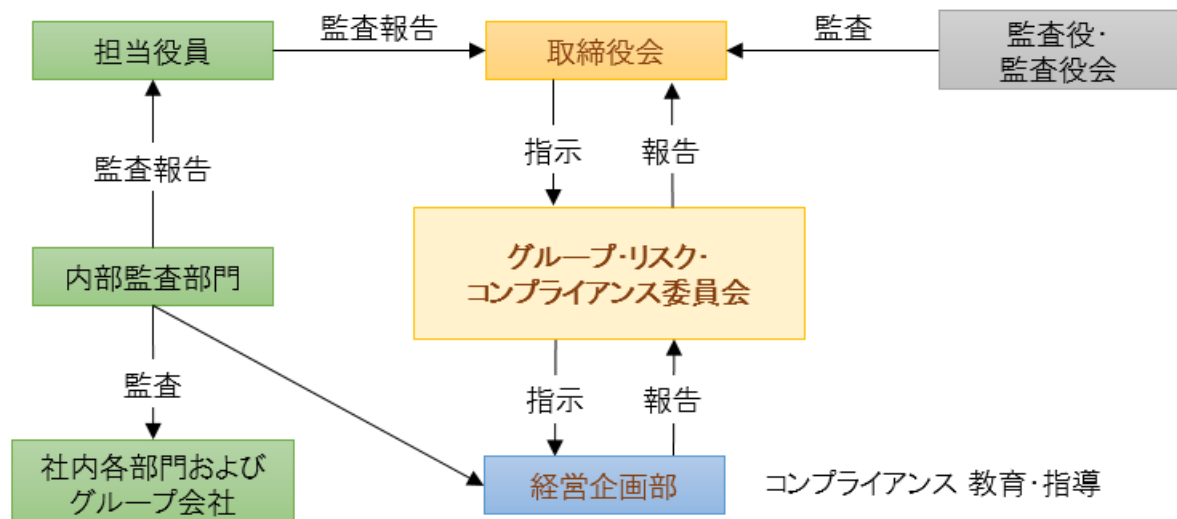 担当役員
監査報告
取締役会
監査
監査役・
監査役会
監査報告
指示
報告
内部監査部門
グループ・リスク・
コンプライアンス委員会
監査
指示
報告
社内各部門および
グループ会社
経営企画部
コンプライアンス 教育・指導